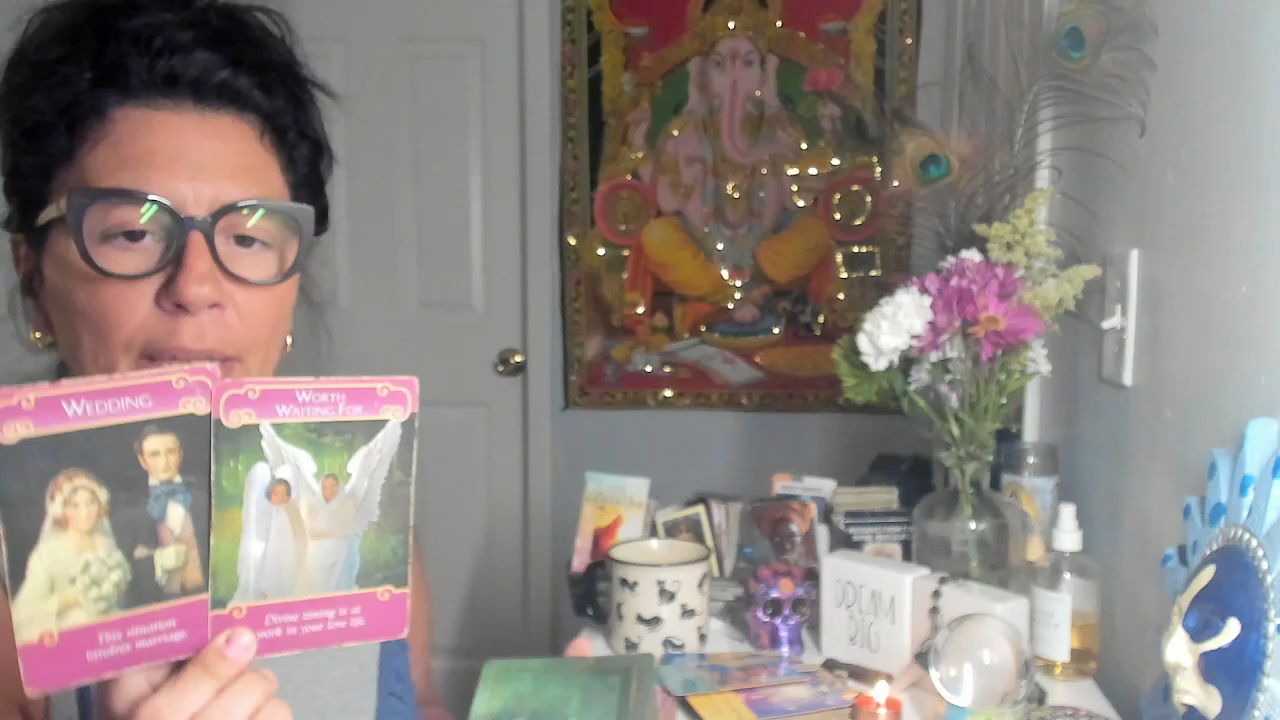 WEDDING
This situation
involves marriage.
WORTH
WAITING FOR
Divine timing is at
work in your love life.
DREAM
BIG